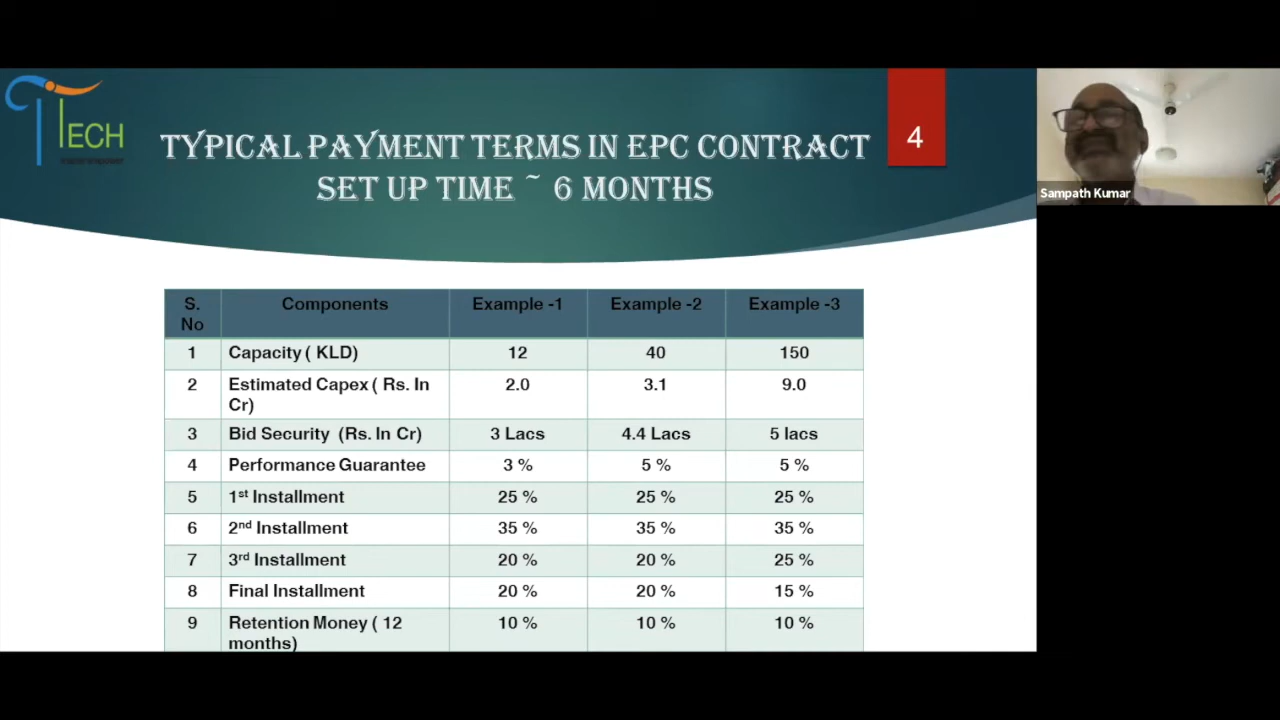 TECH
TYPICAL PAYMENT TERMS IN EPC CONTRACT
SET UP TIME ~ 6 MONTHS
4
Sampath Kumar
S. No Components Example -1 Example -2 Example -3
1 Capacity ( KLD) 12 40 150
2 Estimated Capex ( Rs. In Cr) 2.0 3.1 9.0
3 Bid Security (Rs. In Cr) 3 Lacs 4.4 Lacs 5 lacs
4 Performance Guarantee 3 % 5 % 5 %
5 1st Installment 25 % 25 % 25 %
6 2nd Installment 35 % 35 % 35 %
7 3rd Installment 20 % 20 % 25 %
8 Final Installment 20 % 20 % 15 %
9 Retention Money ( 12 months) 10 % 10 % 10 %